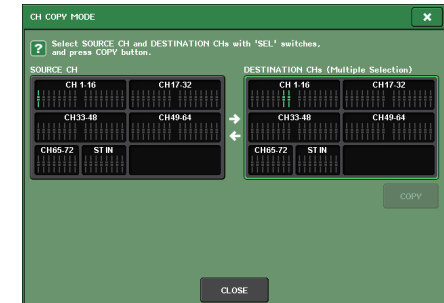 CH COPY MODE
Select SOURCE CH and DESTINATION CHs with 'SEL' switches,
and press COPY button.
SOURCE CH
DESTINATION CHs (Multiple Selection)
CH 1-16 CH17-32
CH33-48 CH49-64
CH65-72 ST IN
CH 1-16 CH17-32
CH33-48 CH49-64
CH65-72 ST IN
COPY
CLOSE